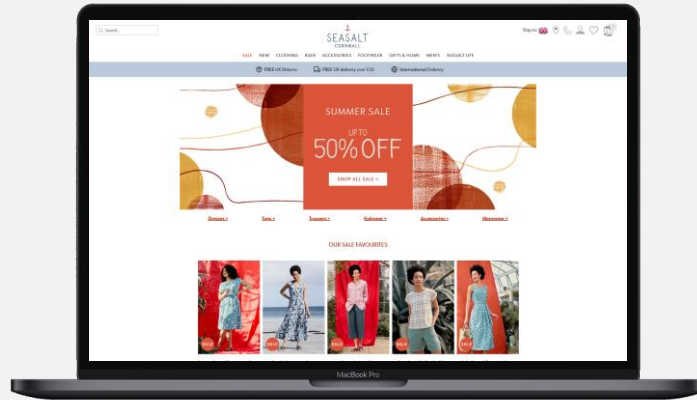 Search...
SEASALT
CORNWALL
Ship to:
SALE NEW CLOTHING RAIN ACCESSORIES FOOTWEAR GIFTS & HOME MEN'S SEASALT LIFE
FREE UK Returns FREE UK delivery over £50 International Delivery
SUMMER SALE
UP TO
50% OFF
SHOP ALL SALE >
Dresses > Tops > Trousers > Knitwear > Accessories > Menswear >
OUR SALE FAVOURITES
SALE SALE SALE SALE SALE
MacBook Pro